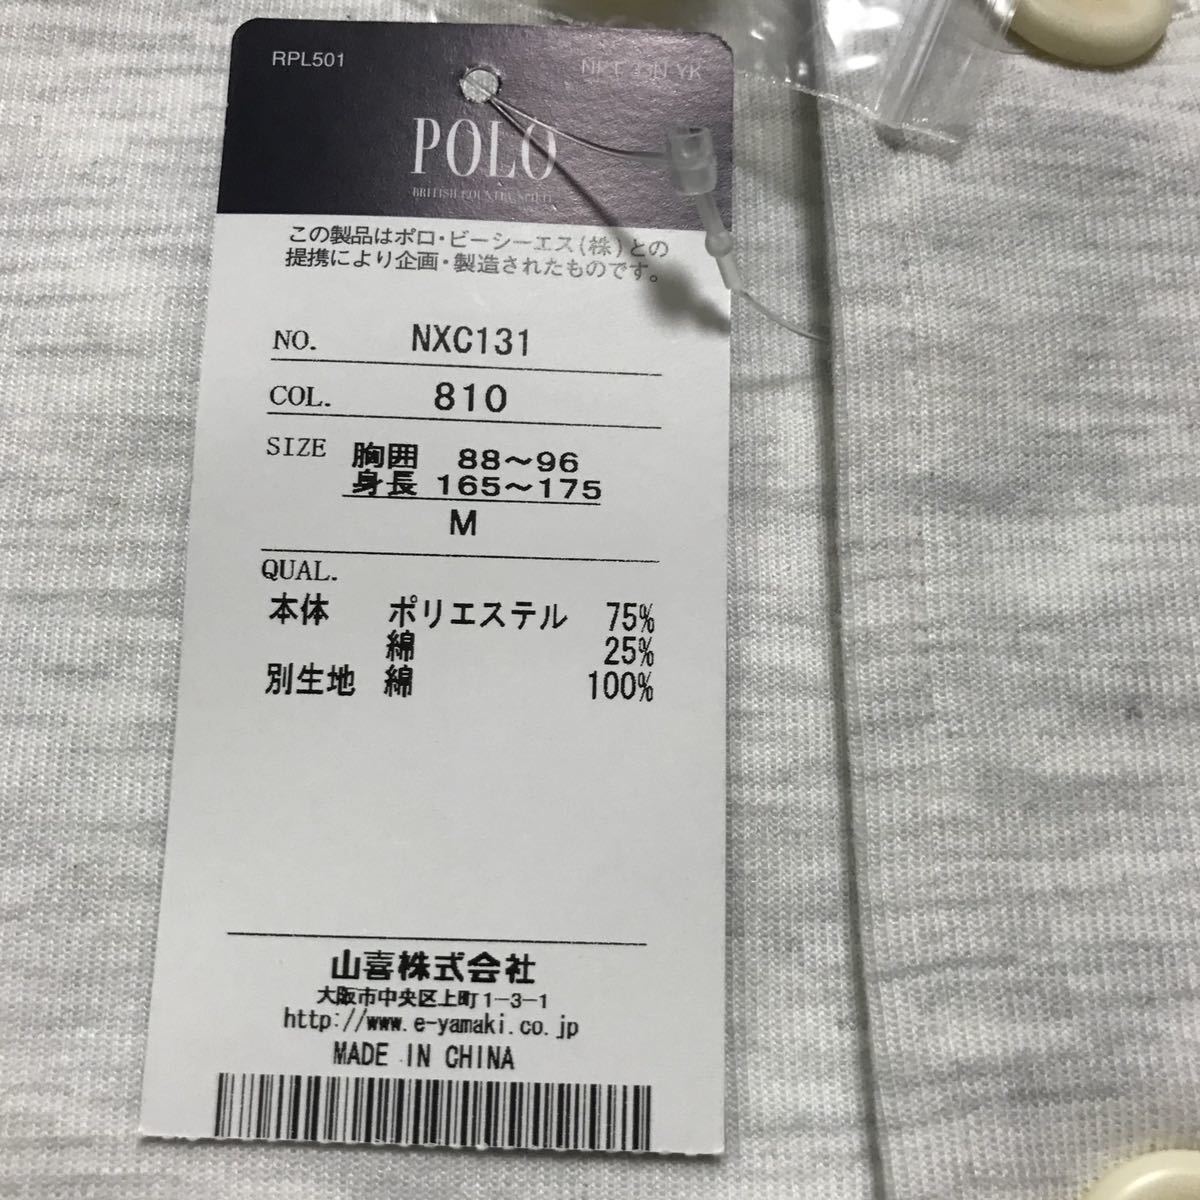 RPL501
POLO
BRITISH COUNTRY SPIRIT
この製品はポロ・ビーシーエス(株)との
提携により企画・製造されたものです。
NO. NXC131
COL. 810
SIZE 胸囲 88〜96
身長 165〜175
M
QUAL.
本体 ポリエステル 75%
綿 25%
別生地 綿 100%
山喜株式会社
大阪市中央区上町1-3-1
http://www.e-yamaki.co.jp
MADE IN CHINA